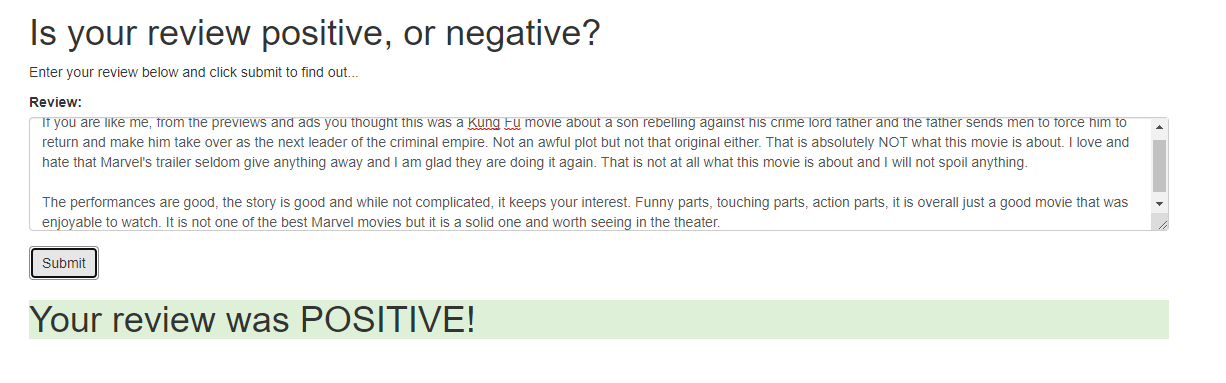 Is your review positive, or negative?
Enter your review below and click submit to find out...
Review:
If you are like me, from the previews and ads you thought this was a Kung Fu movie about a son rebelling against his crime lord father and the father sends men to force him to
return and make him take over as the next leader of the criminal empire. Not an awful plot but not that original either. That is absolutely NOT what this movie is about. I love and
hate that Marvel's trailer seldom give anything away and I am glad they are doing it again. That is not at all what this movie is about and I will not spoil anything.
The performances are good, the story is good and while not complicated, it keeps your interest. Funny parts, touching parts, action parts, it is overall just a good movie that was
enjoyable to watch. It is not one of the best Marvel movies but it is a solid one and worth seeing in the theater.
Submit
Your review was POSITIVE!